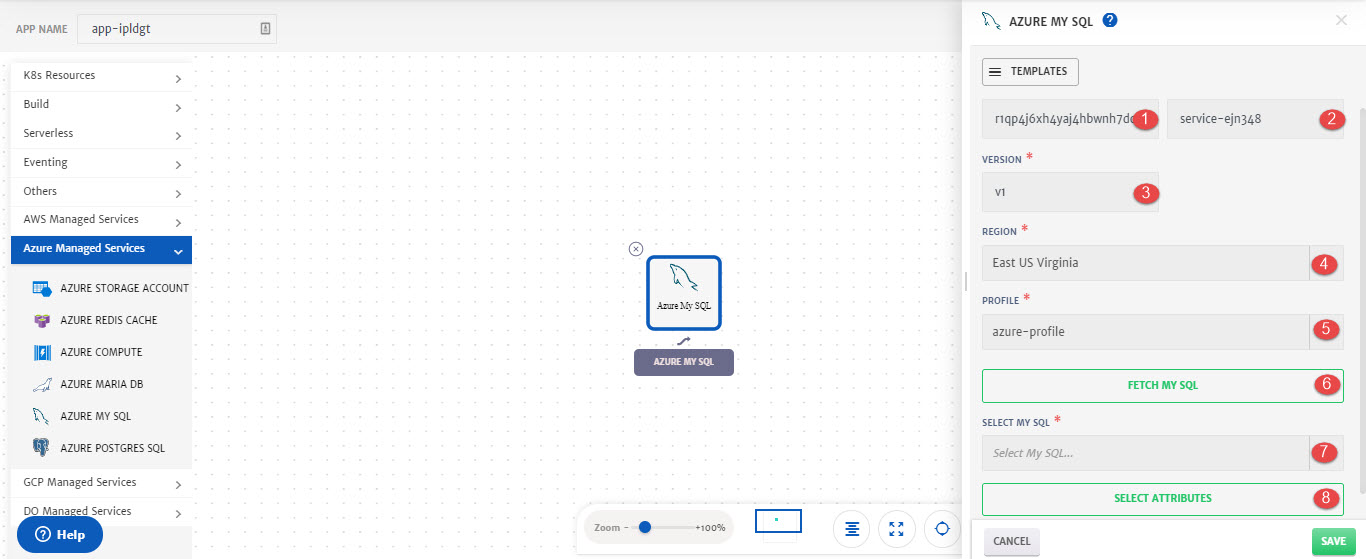 APP NAME
app-ipldgt
K8s Resources
Build
Serverless
Eventing
Others
AWS Managed Services
Azure Managed Services
AZURE STORAGE ACCOUNT
AZURE REDIS CACHE
AZURE COMPUTE
AZURE MARIA DB
AZURE MY SQL
AZURE POSTGRES SQL
GCP Managed Services
DO Managed Services
? Help
Azure My SQL
AZURE MY SQL
Zoom - +100%
AZURE MY SQL ?
TEMPLATES
r1qp4j6xh4yaj4hbwnh7d 1
service-ejn348 2
VERSION *
v1 3
REGION *
East US Virginia 4
PROFILE *
azure-profile 5
FETCH MY SQL 6
SELECT MY SQL *
Select My SQL... 7
SELECT ATTRIBUTES 8
CANCEL
SAVE